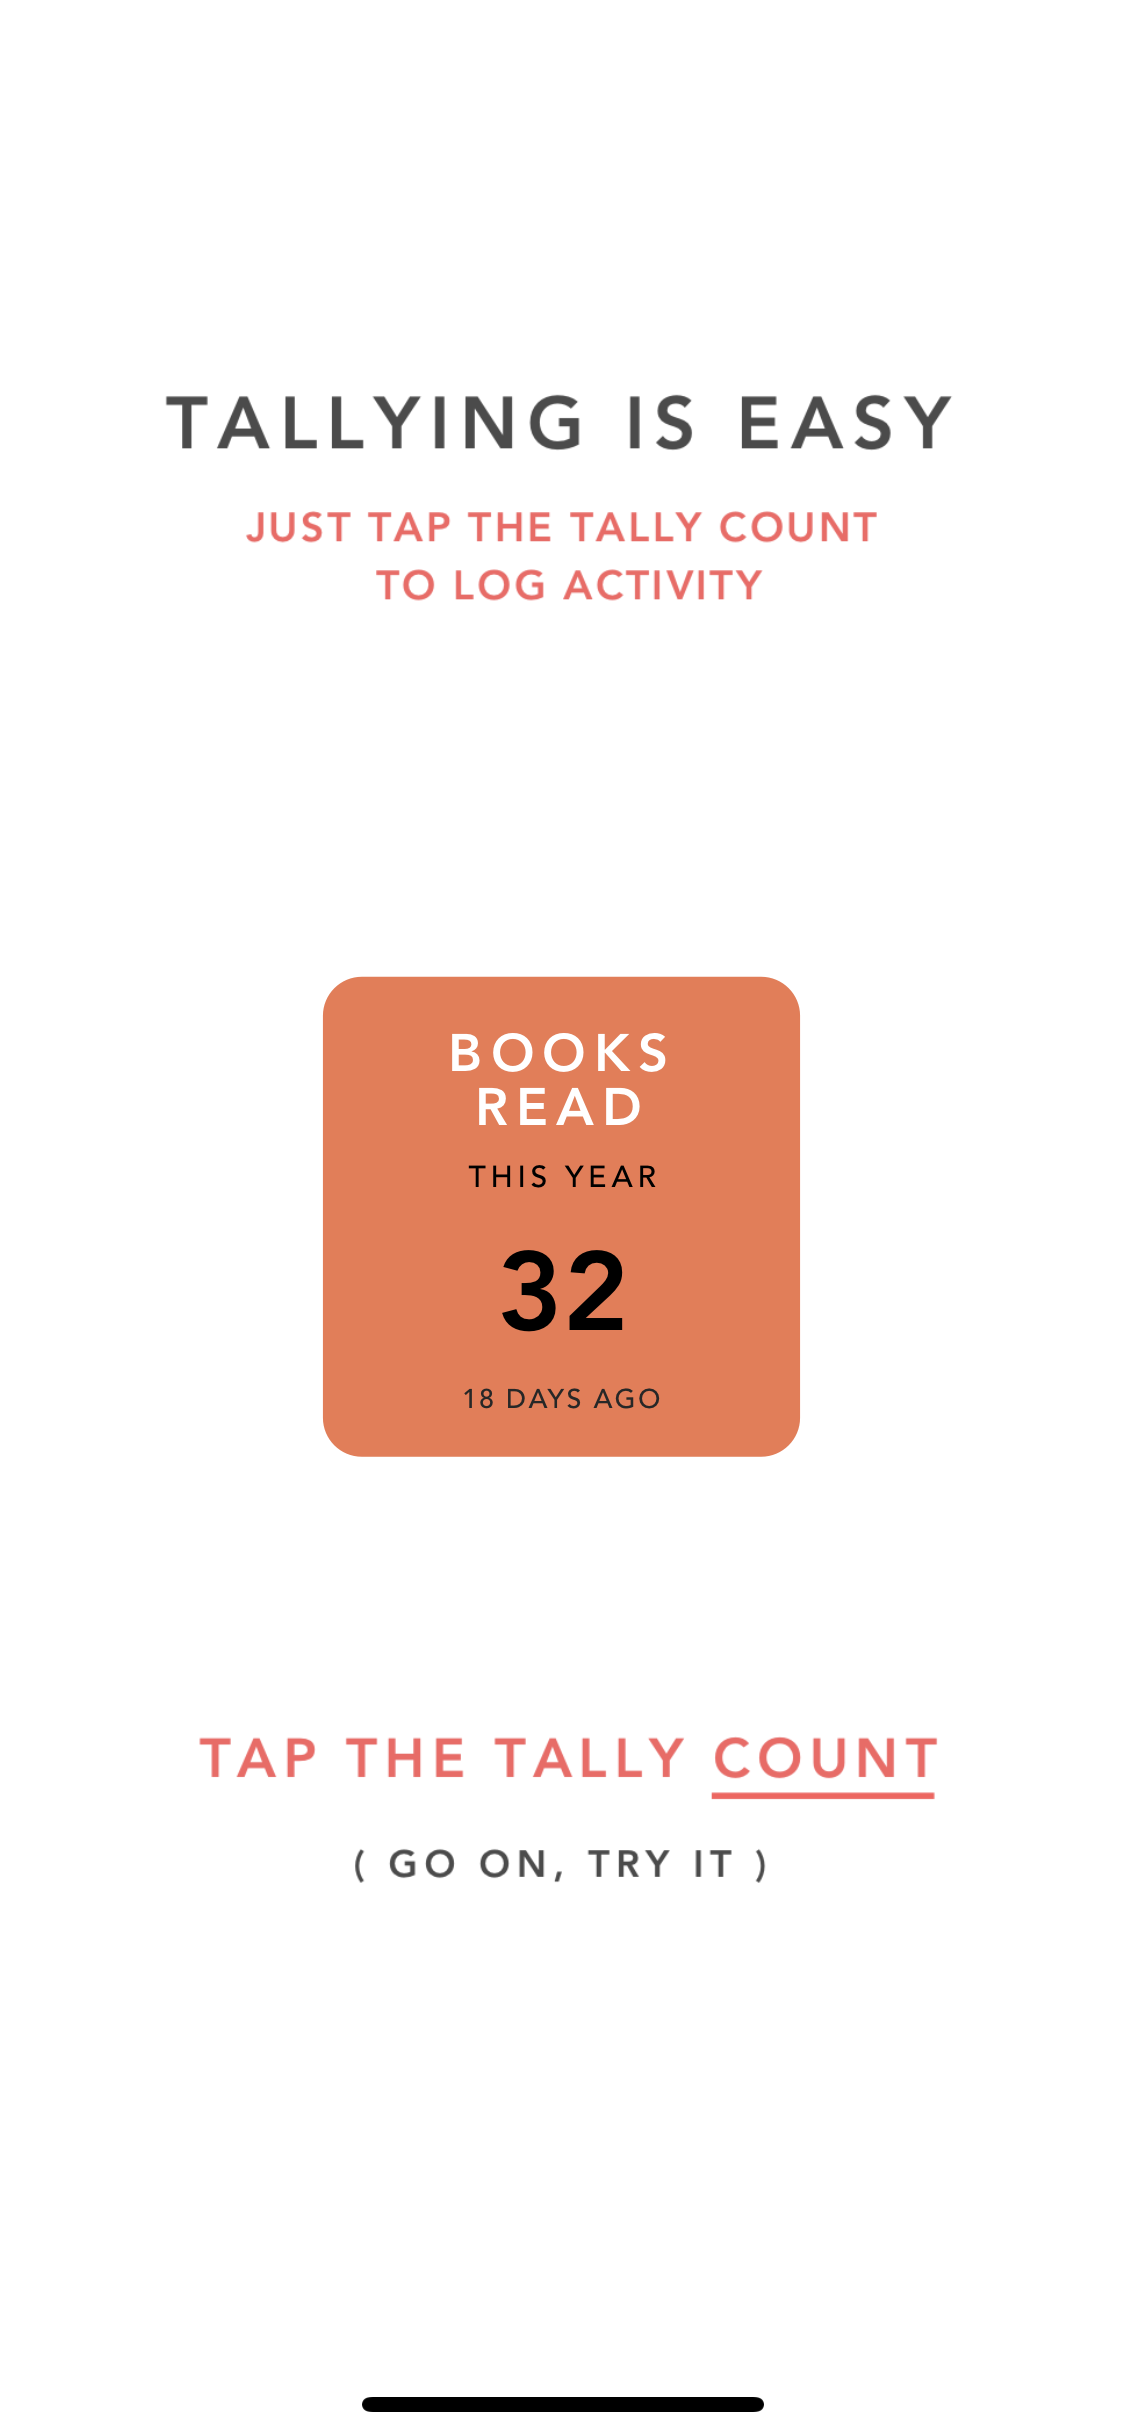 TALLYING IS EASY
JUST TAP THE TALLY COUNT
TO LOG ACTIVITY
BOOKS
READ
THIS YEAR
32
18 DAYS AGO
TAP THE TALLY COUNT
( GO ON, TRY IT )